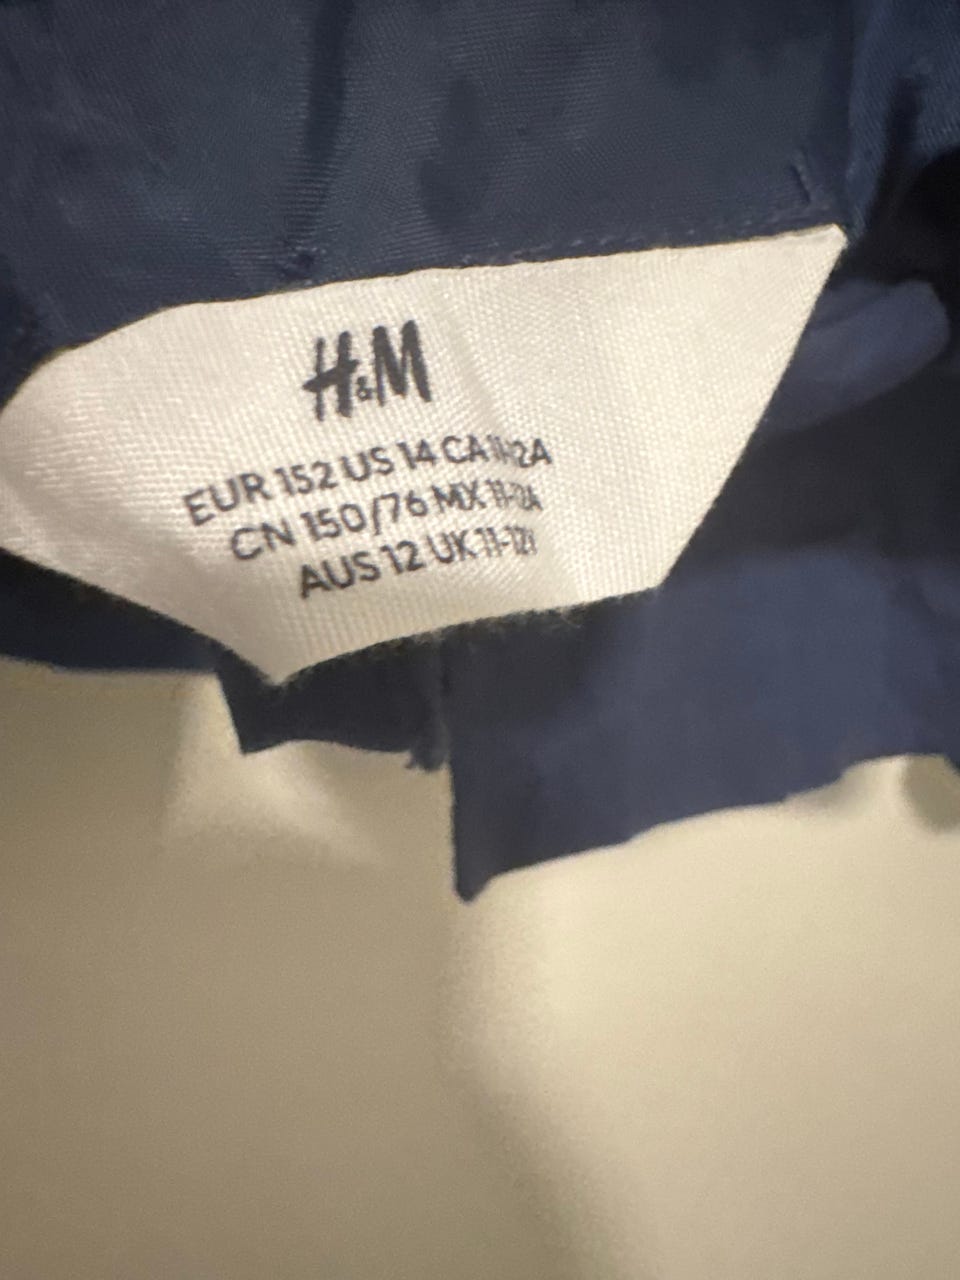 H&M
EUR 152 US 14 CA 11-12A
CN 150/76 MX 11-12A
AUS 12 UK 11-12Y